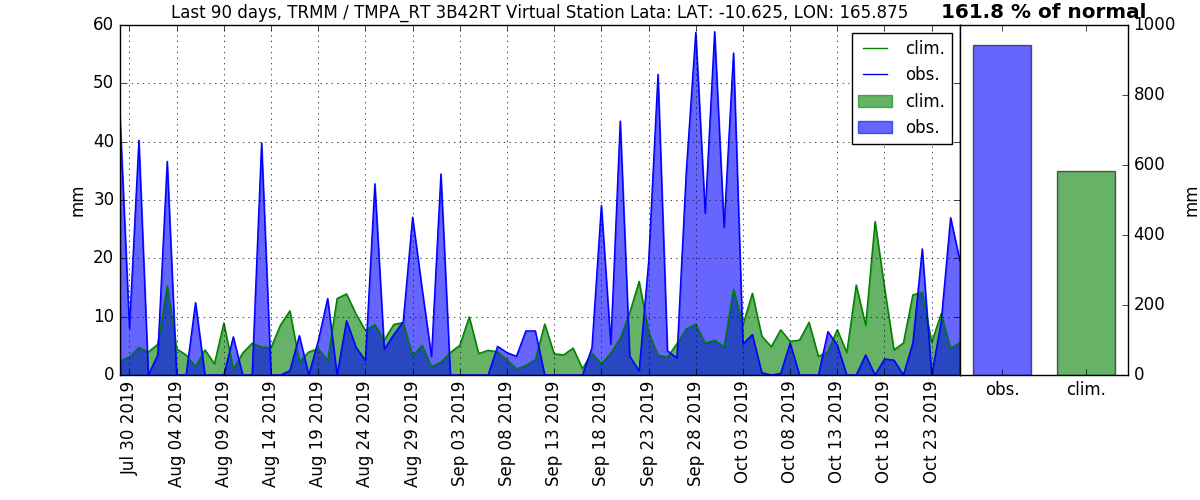 Last 90 days, TRMM / TMPA_RT 3B42RT Virtual Station Lata: LAT: -10.625, LON: 165.875
161.8 % of normal
60
50
40
30
20
10
0
mm
clim.
obs.
clim.
obs.
Jul 30 2019
Aug 04 2019
Aug 09 2019
Aug 14 2019
Aug 19 2019
Aug 24 2019
Aug 29 2019
Sep 03 2019
Sep 08 2019
Sep 13 2019
Sep 18 2019
Sep 23 2019
Sep 28 2019
Oct 03 2019
Oct 08 2019
Oct 13 2019
Oct 18 2019
Oct 23 2019
1000
800
600
400
200
0
mm
obs.
clim.